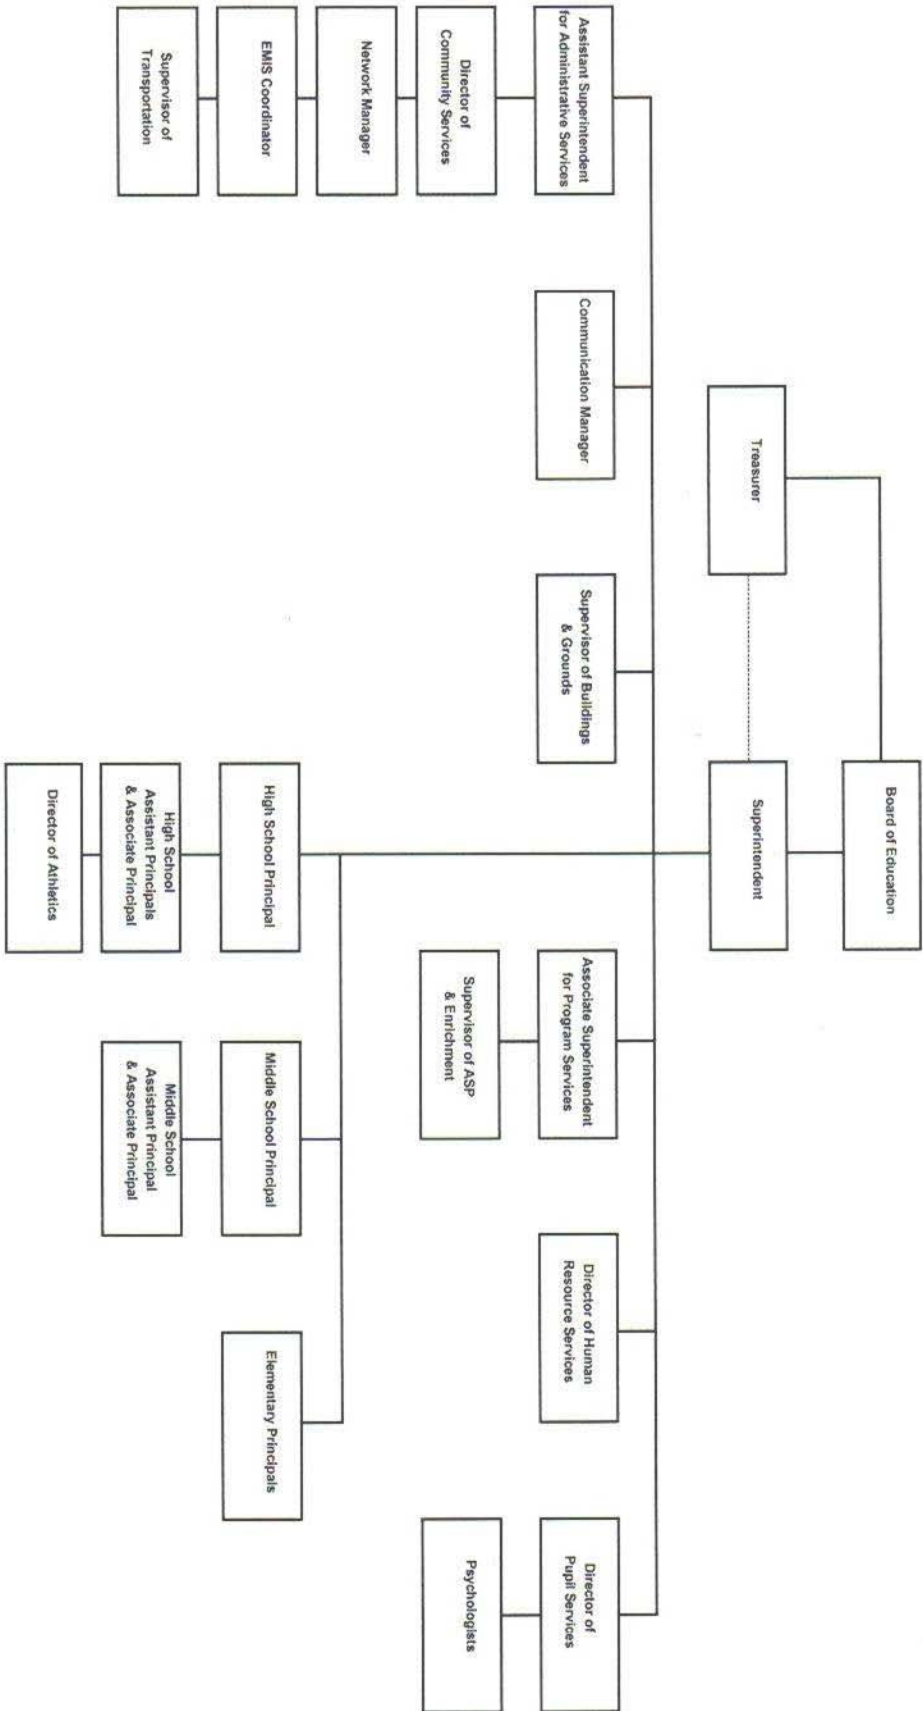 Board of Education
Treasurer
Superintendent
Assistant Superintendent
for Administrative Services
Communication Manager
Supervisor of Buildings
& Grounds
Associate Superintendent
for Program Services
Director of Human
Resource Services
Director of
Pupil Services
Director of
Community Services
Supervisor of ASP
& Enrichment
Psychologists
Network Manager
EMIS Coordinator
Supervisor of
Transportation
High School Principal
Middle School Principal
Elementary Principals
High School
Assistant Principals
& Associate Principal
Middle School
Assistant Principal
& Associate Principal
Director of Athletics